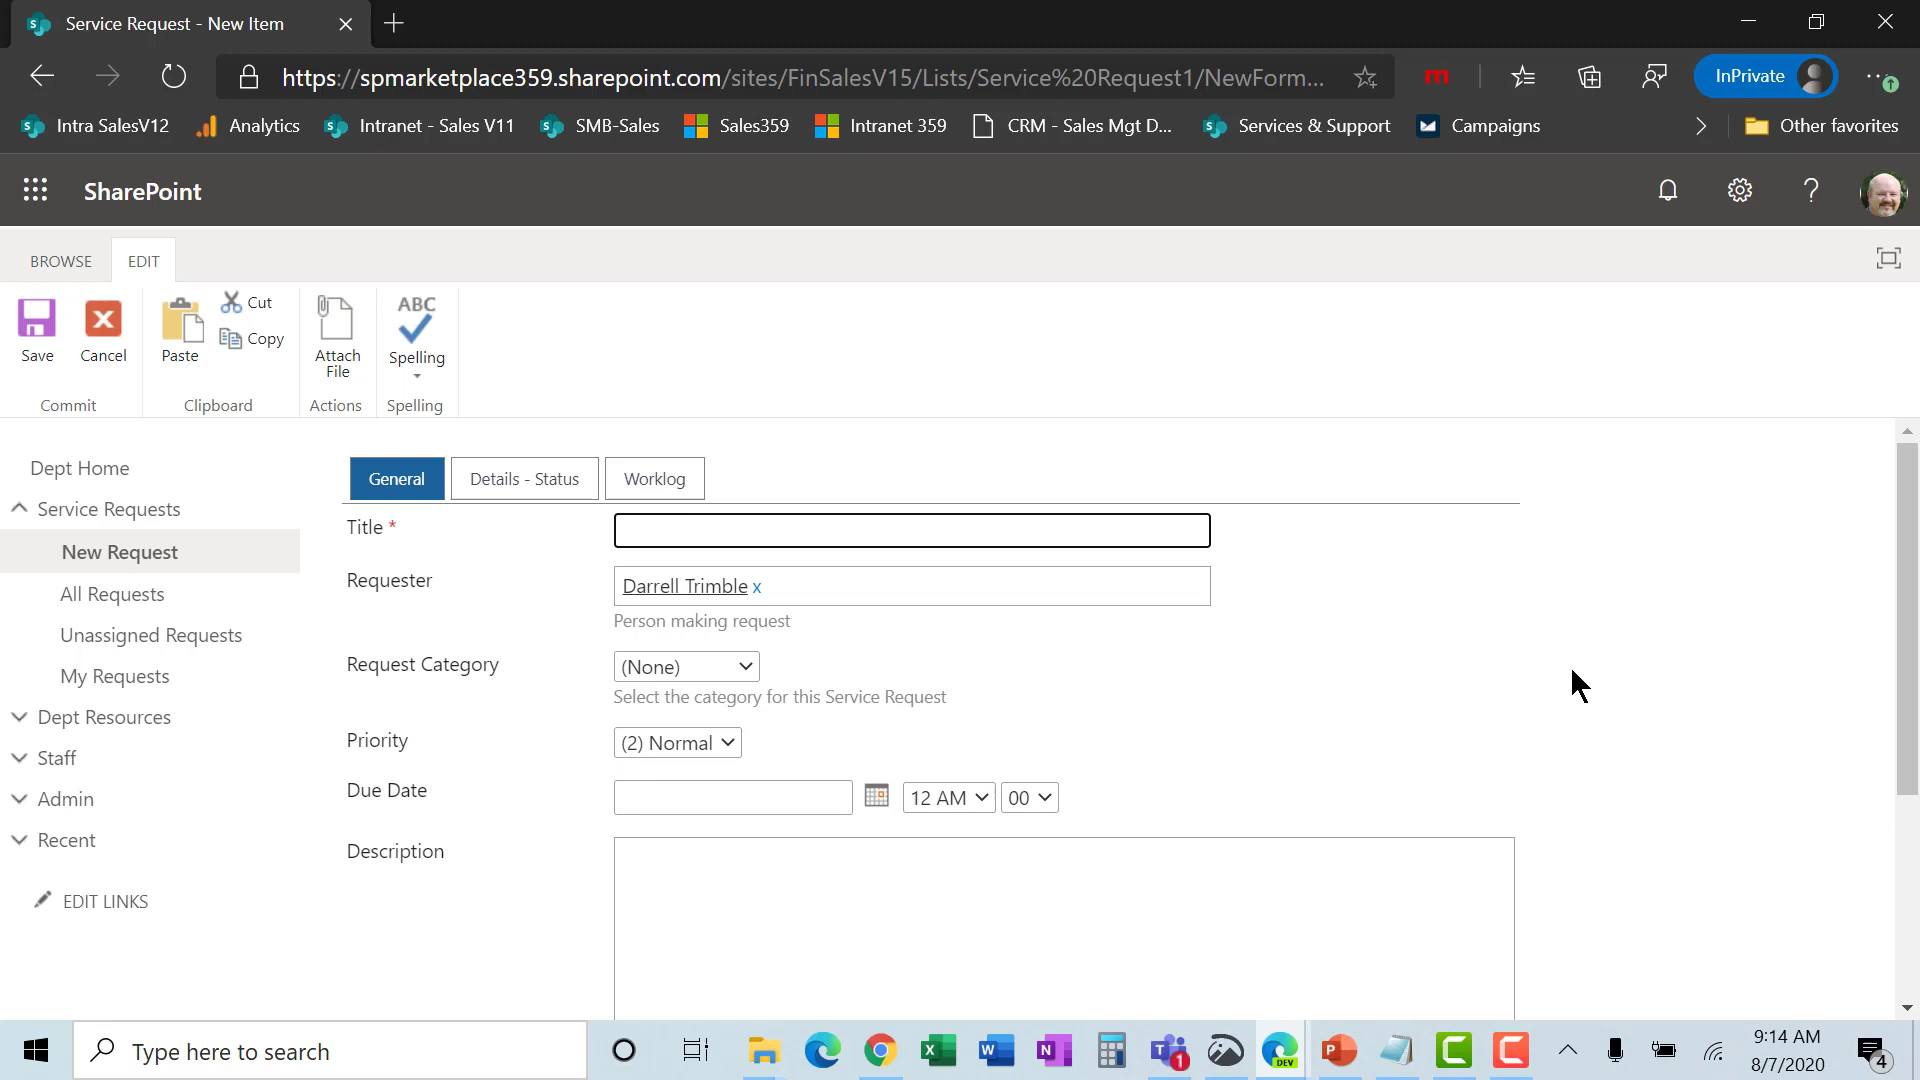 Service Request - New Item
https://spmarketplace359.sharepoint.com/sites/FinSalesV15/Lists/Service%20Request1/NewForm...
InPrivate
Intra SalesV12
Analytics
Intranet - Sales V11
SMB-Sales
Sales359
Intranet 359
CRM - Sales Mgt D...
Services & Support
Campaigns
Other favorites
SharePoint
BROWSE
EDIT
Save
Cancel
Paste
Cut
Copy
Attach
File
ABC
Spelling
Commit
Clipboard
Actions
Spelling
Dept Home
Service Requests
New Request
All Requests
Unassigned Requests
My Requests
Dept Resources
Staff
Admin
Recent
EDIT LINKS
General
Details - Status
Worklog
Title *
Requester
Darrell Trimble x
Person making request
Request Category
(None)
Select the category for this Service Request
Priority
(2) Normal
Due Date
12 AM
00
Description
Type here to search
DEV
1
9:14 AM
8/7/2020
4